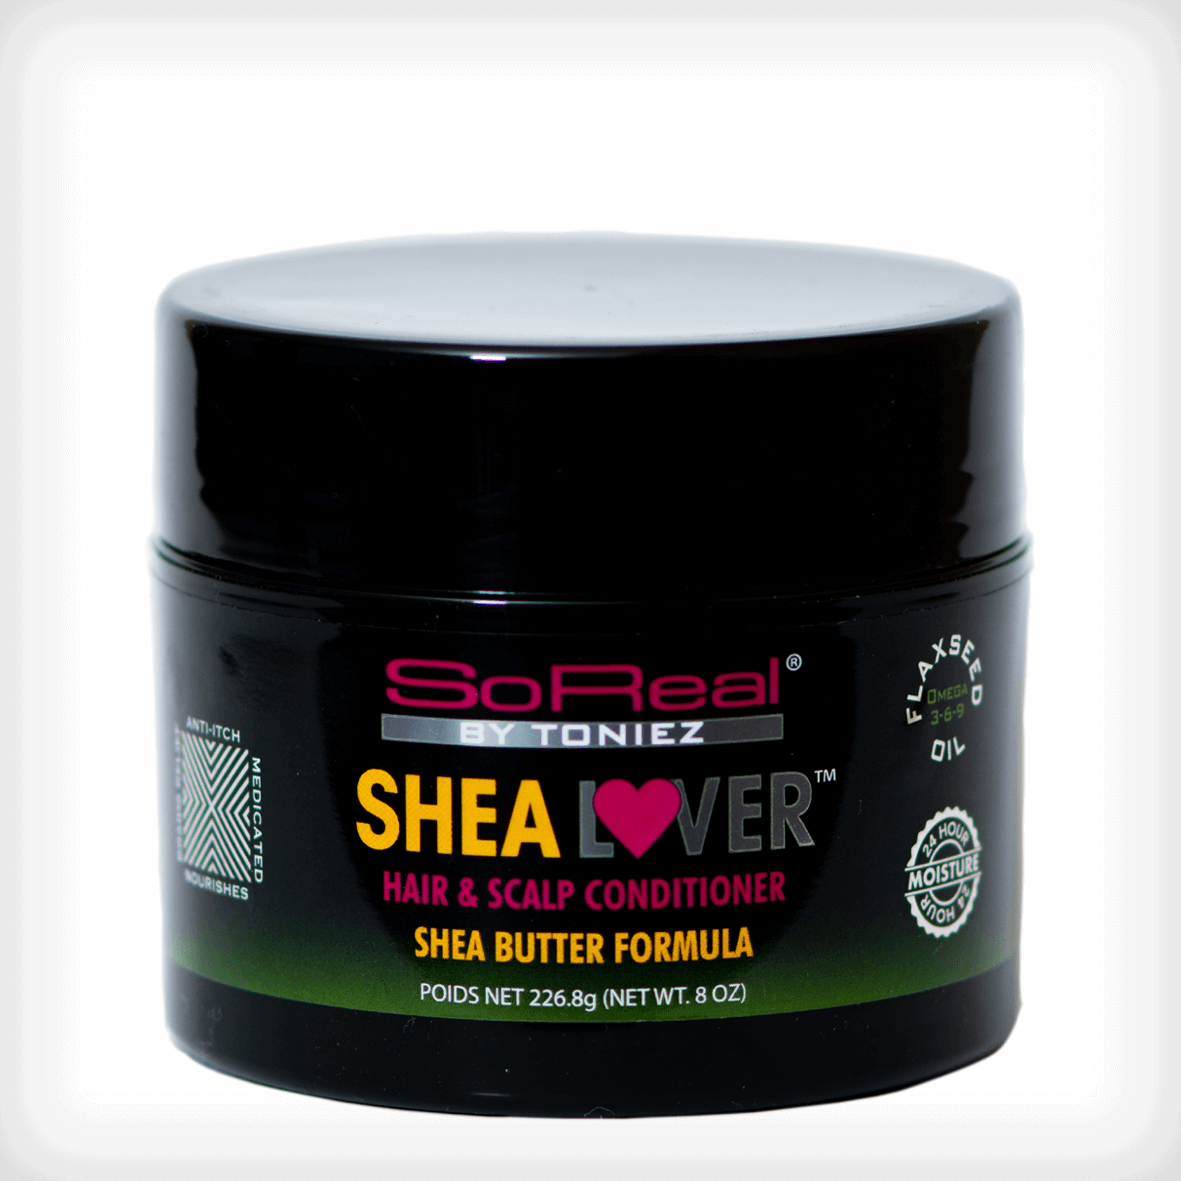 SoReal®
BY TONIEZ
SHEA LOVER™
HAIR & SCALP CONDITIONER
SHEA BUTTER FORMULA
POIDS NET 226.8g (NET WT. 8 OZ)
ANTI-ITCH
MEDICATED
NOURISHES
FLAXSEED
OMEGA
3-6-9
OIL
24 HOUR
MOISTURE
24 HOUR